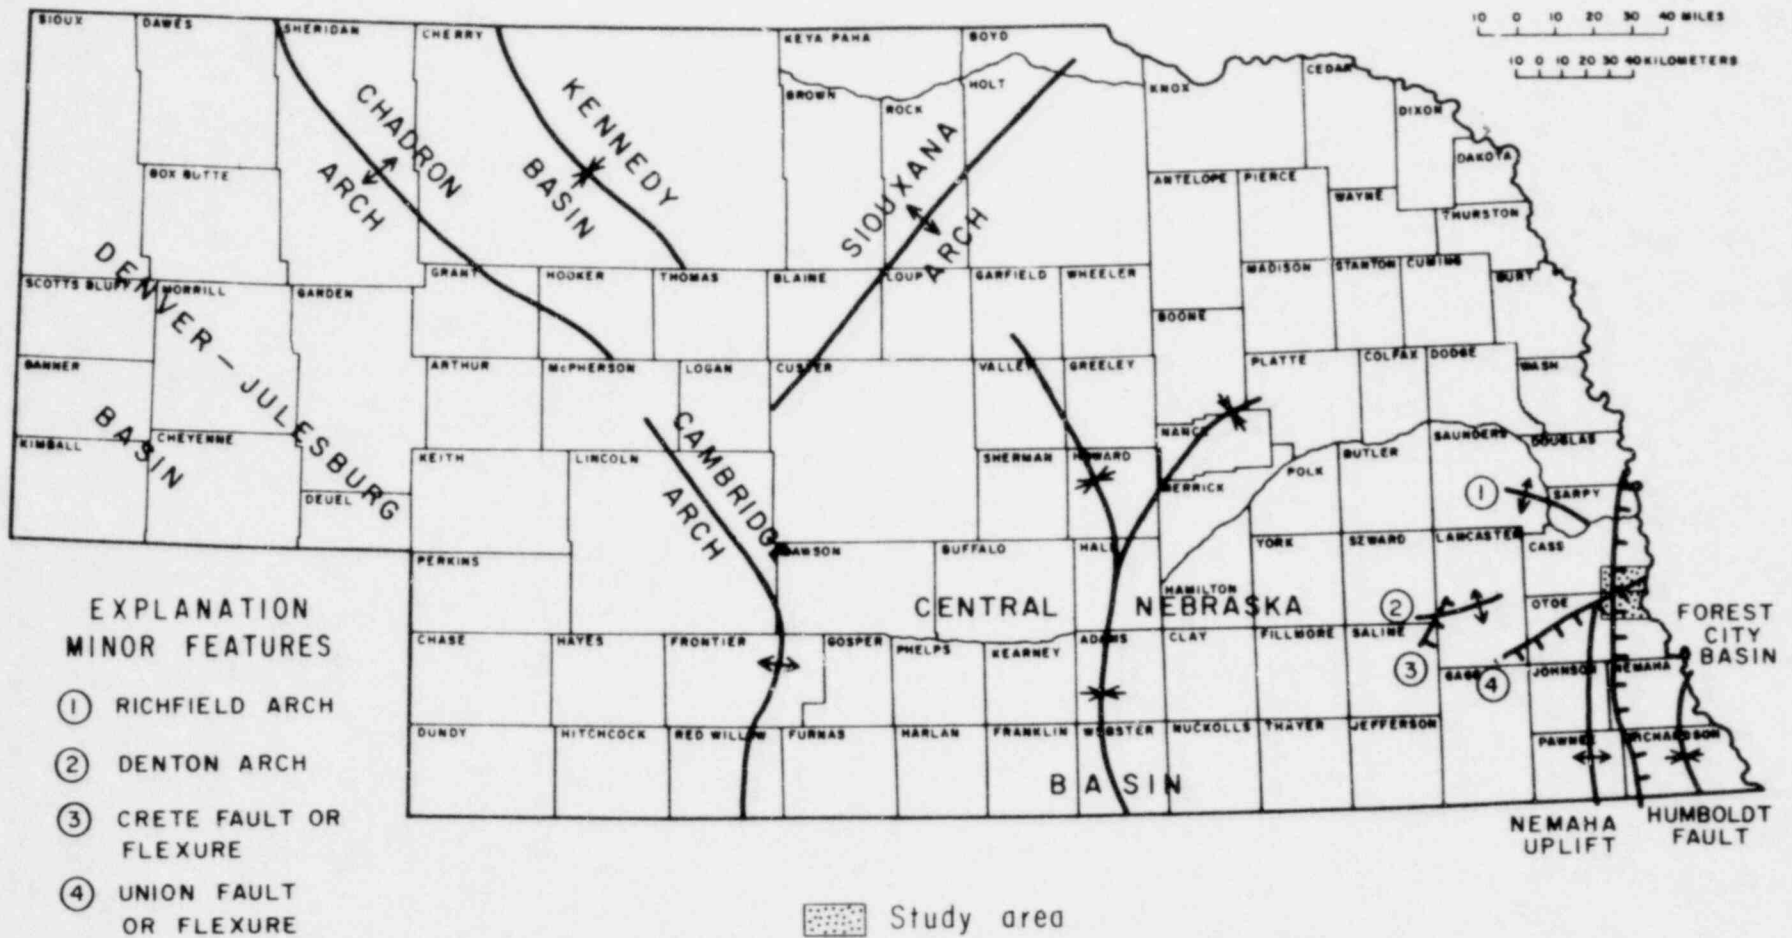 10 0 10 20 30 40 MILES
10 0 10 20 30 40 KILOMETERS
SIOUX
DAWES
SHERIDAN
CHERRY
KEYA PAHA
BOYD
CEDAR
KNOX
HOLT
BROWN
ROCK
DIXON
DAKOTA
CHADRON
ARCH
KENNEDY
BASIN
SIOUXANA
ARCH
BOX BUTTE
ANTELOPE
PIERCE
WAYNE
THURSTON
DENVER – JULESBURG
BASIN
SCOTTS BLUFF
MORRILL
GARDEN
GRANT
HOOKER
THOMAS
BLAINE
LOUP
GARFIELD
WHEELER
MADISON
STANTON
CUMING
BURT
BOONE
BANNER
ARTHUR
McPHERSON
LOGAN
CUSTER
VALLEY
GREELEY
PLATTE
COLFAX
DODGE
WASH
KIMBALL
CHEYENNE
CAMBRIDGE
ARCH
NANCE
SAUNDERS
DOUGLAS
KEITH
LINCOLN
SHERMAN
HOWARD
POLK
BUTLER
DEUEL
MERRICK
1
SARPY
PERKINS
DAWSON
BUFFALO
HALL
YORK
SEWARD
LANCASTER
CASS
HAMILTON
CENTRAL NEBRASKA
BASIN
2
OTOE
FOREST
CITY
BASIN
CHASE
HAYES
FRONTIER
GOSPER
PHELPS
KEARNEY
ADAMS
CLAY
FILLMORE
SALINE
3
GAGE
4
JOHNSON
NEMAHA
DUNDY
HITCHCOCK
RED WILLOW
FURNAS
HARLAN
FRANKLIN
WEBSTER
NUCKOLLS
THAYER
JEFFERSON
PAWNEE
RICHARDSON
NEMAHA
UPLIFT
HUMBOLDT
FAULT
EXPLANATION
MINOR FEATURES
1 RICHFIELD ARCH
2 DENTON ARCH
3 CRETE FAULT OR
FLEXURE
4 UNION FAULT
OR FLEXURE
Study area